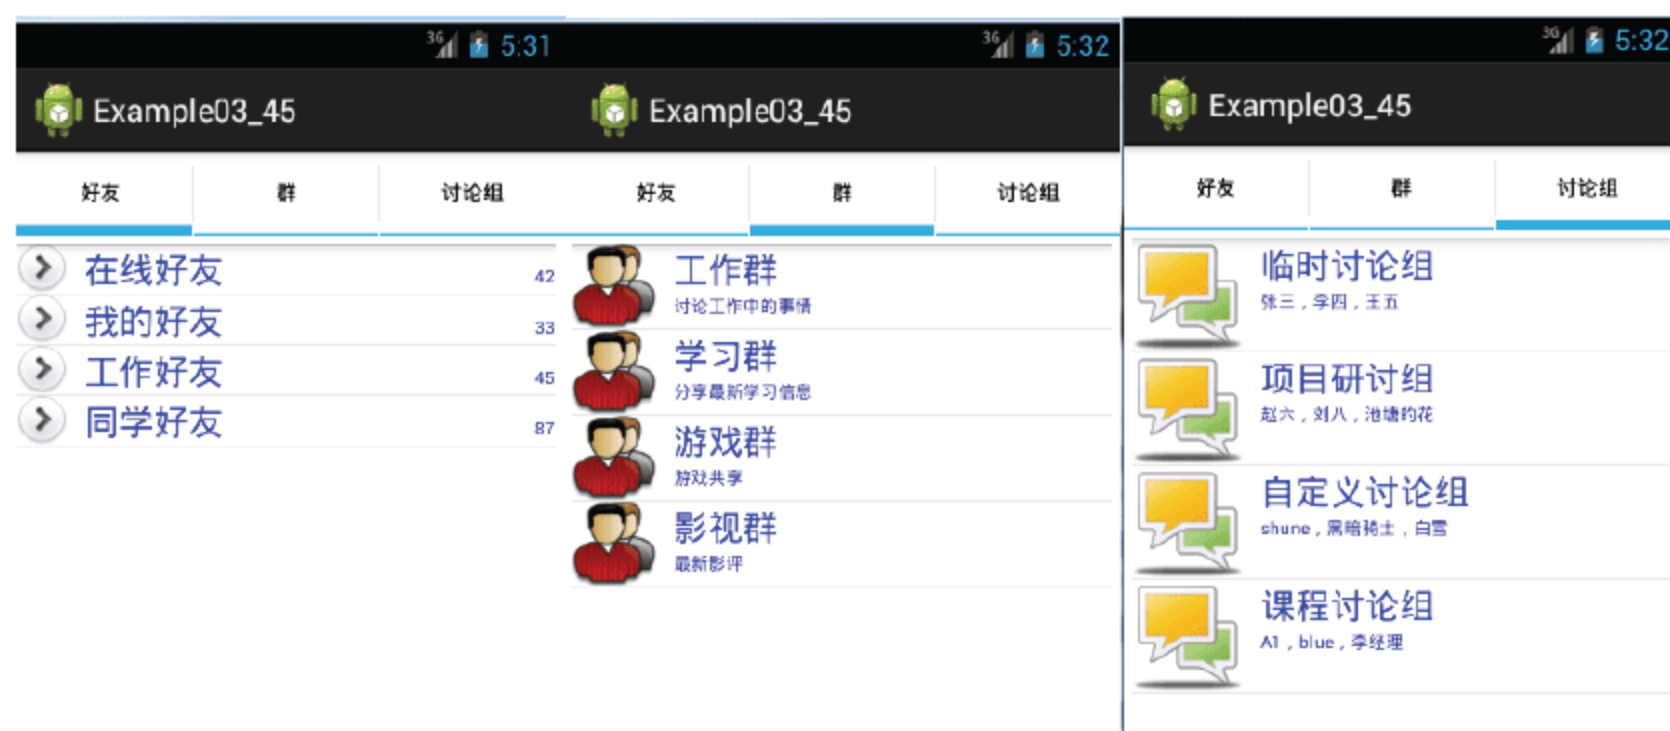 3G 5:31
Example03_45
好友 群 讨论组
在线好友 42
我的好友 33
工作好友 45
同学好友 87
3G 5:32
Example03_45
好友 群 讨论组
工作群
讨论工作中的事情
学习群
分享最新学习信息
游戏群
游戏共享
影视群
最新影评
3G 5:32
Example03_45
好友 群 讨论组
临时讨论组
张三，李四，王五
项目研讨组
赵六，刘八，池塘的花
自定义讨论组
shune，黑暗骑士，白雪
课程讨论组
A1，blue，李经理